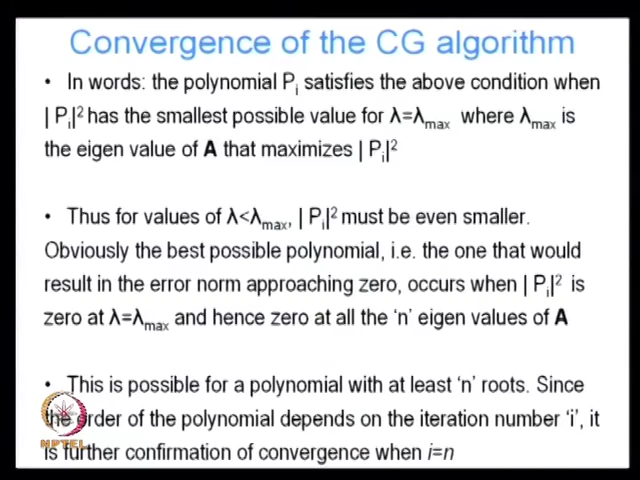 Convergence of the CG algorithm
• In words: the polynomial Pᵢ satisfies the above condition when
| Pᵢ|² has the smallest possible value for λ=λₘₐₓ where λₘₐₓ is
the eigen value of A that maximizes | Pᵢ|²
• Thus for values of λ<λₘₐₓ, | Pᵢ|² must be even smaller.
Obviously the best possible polynomial, i.e. the one that would
result in the error norm approaching zero, occurs when | Pᵢ|² is
zero at λ=λₘₐₓ and hence zero at all the 'n' eigen values of A
• This is possible for a polynomial with at least 'n' roots. Since
the order of the polynomial depends on the iteration number 'i', it
is further confirmation of convergence when i=n
NPTEL